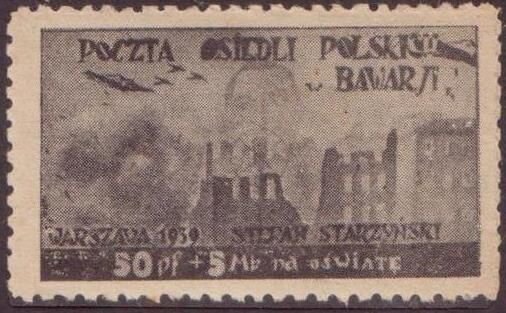 POCZTA OSIEDLI POLSKICH
w BAWARJI
WARSZAWA 1939 STEFAN STARZYŃSKI
50 pf + 5 Mk na oświatę